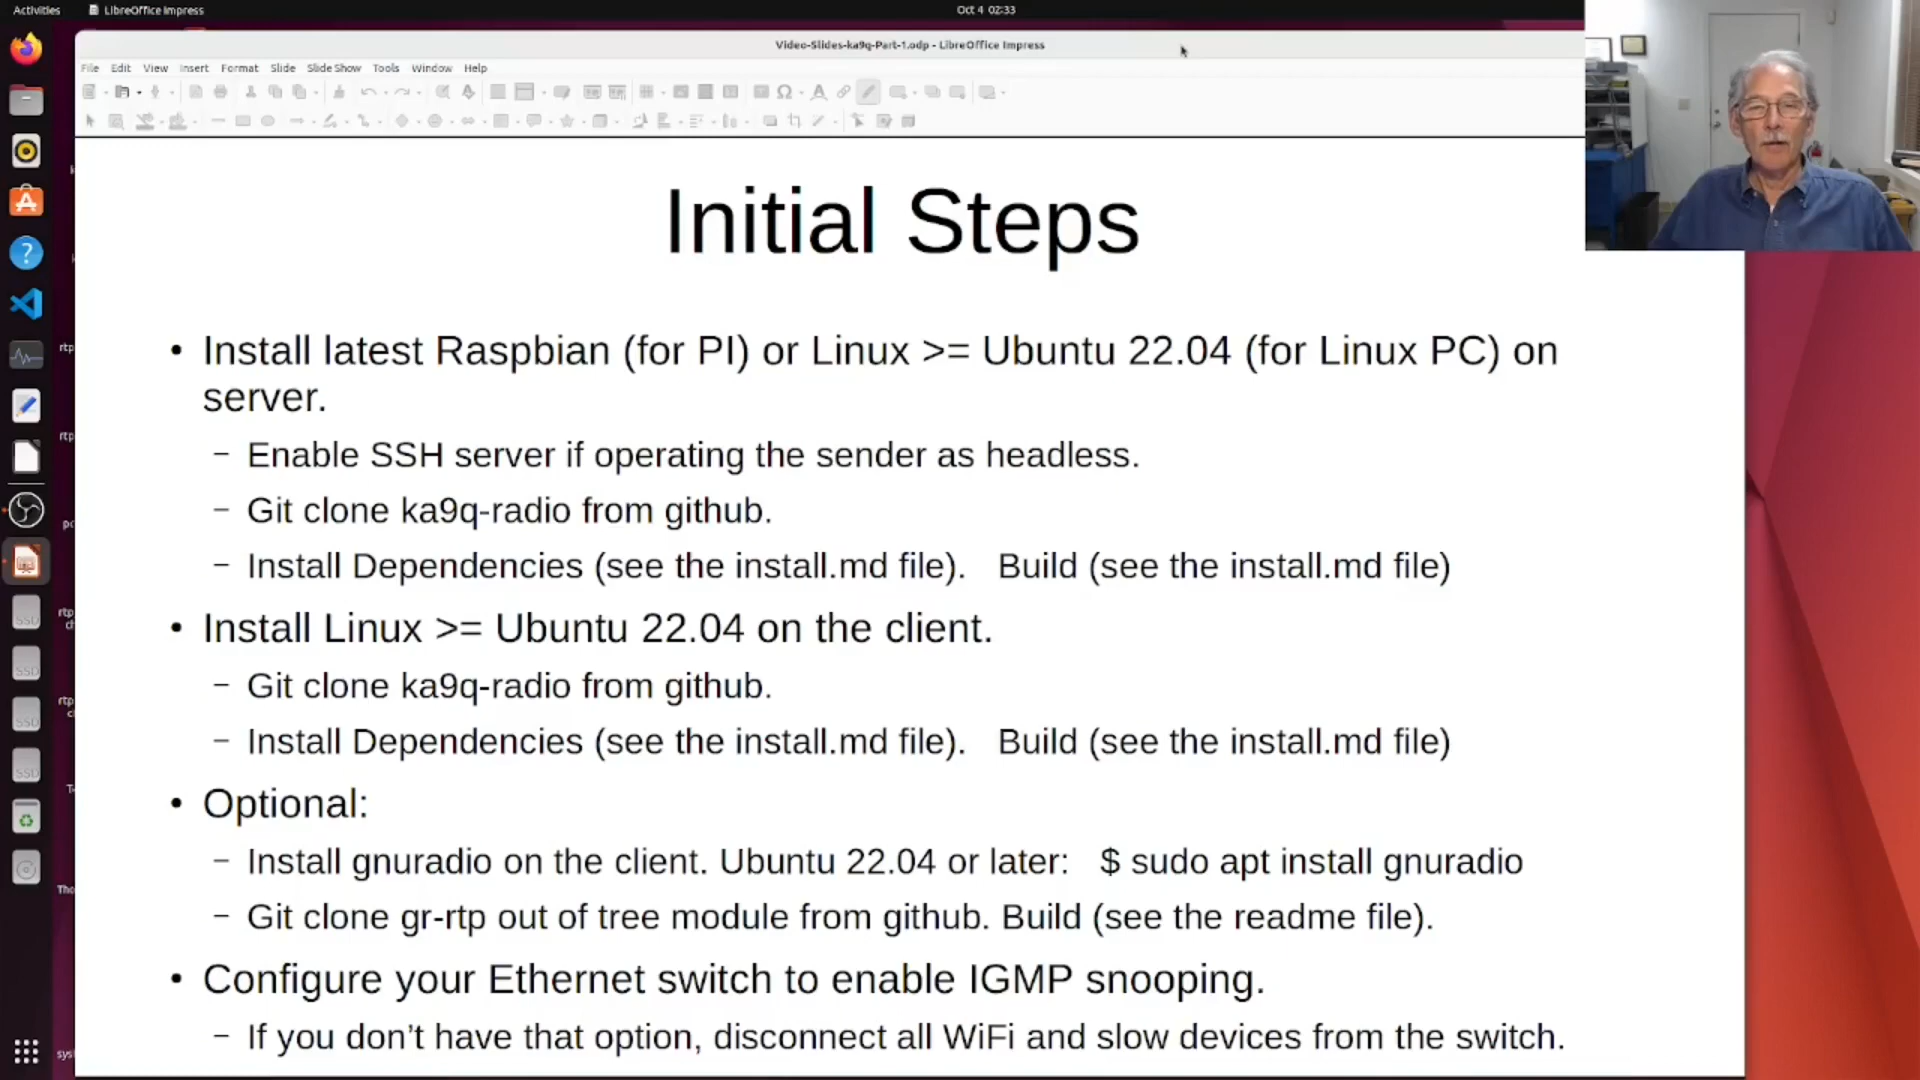 Activities LibreOffice Impress Oct 4 02:33
Video-Slides-ka9q-Part-1.odp - LibreOffice Impress
File Edit View Insert Format Slide Slide Show Tools Window Help
Initial Steps
• Install latest Raspbian (for PI) or Linux >= Ubuntu 22.04 (for Linux PC) on
server.
– Enable SSH server if operating the sender as headless.
– Git clone ka9q-radio from github.
– Install Dependencies (see the install.md file). Build (see the install.md file)
• Install Linux >= Ubuntu 22.04 on the client.
– Git clone ka9q-radio from github.
– Install Dependencies (see the install.md file). Build (see the install.md file)
• Optional:
– Install gnuradio on the client. Ubuntu 22.04 or later: $ sudo apt install gnuradio
– Git clone gr-rtp out of tree module from github. Build (see the readme file).
• Configure your Ethernet switch to enable IGMP snooping.
– If you don’t have that option, disconnect all WiFi and slow devices from the switch.